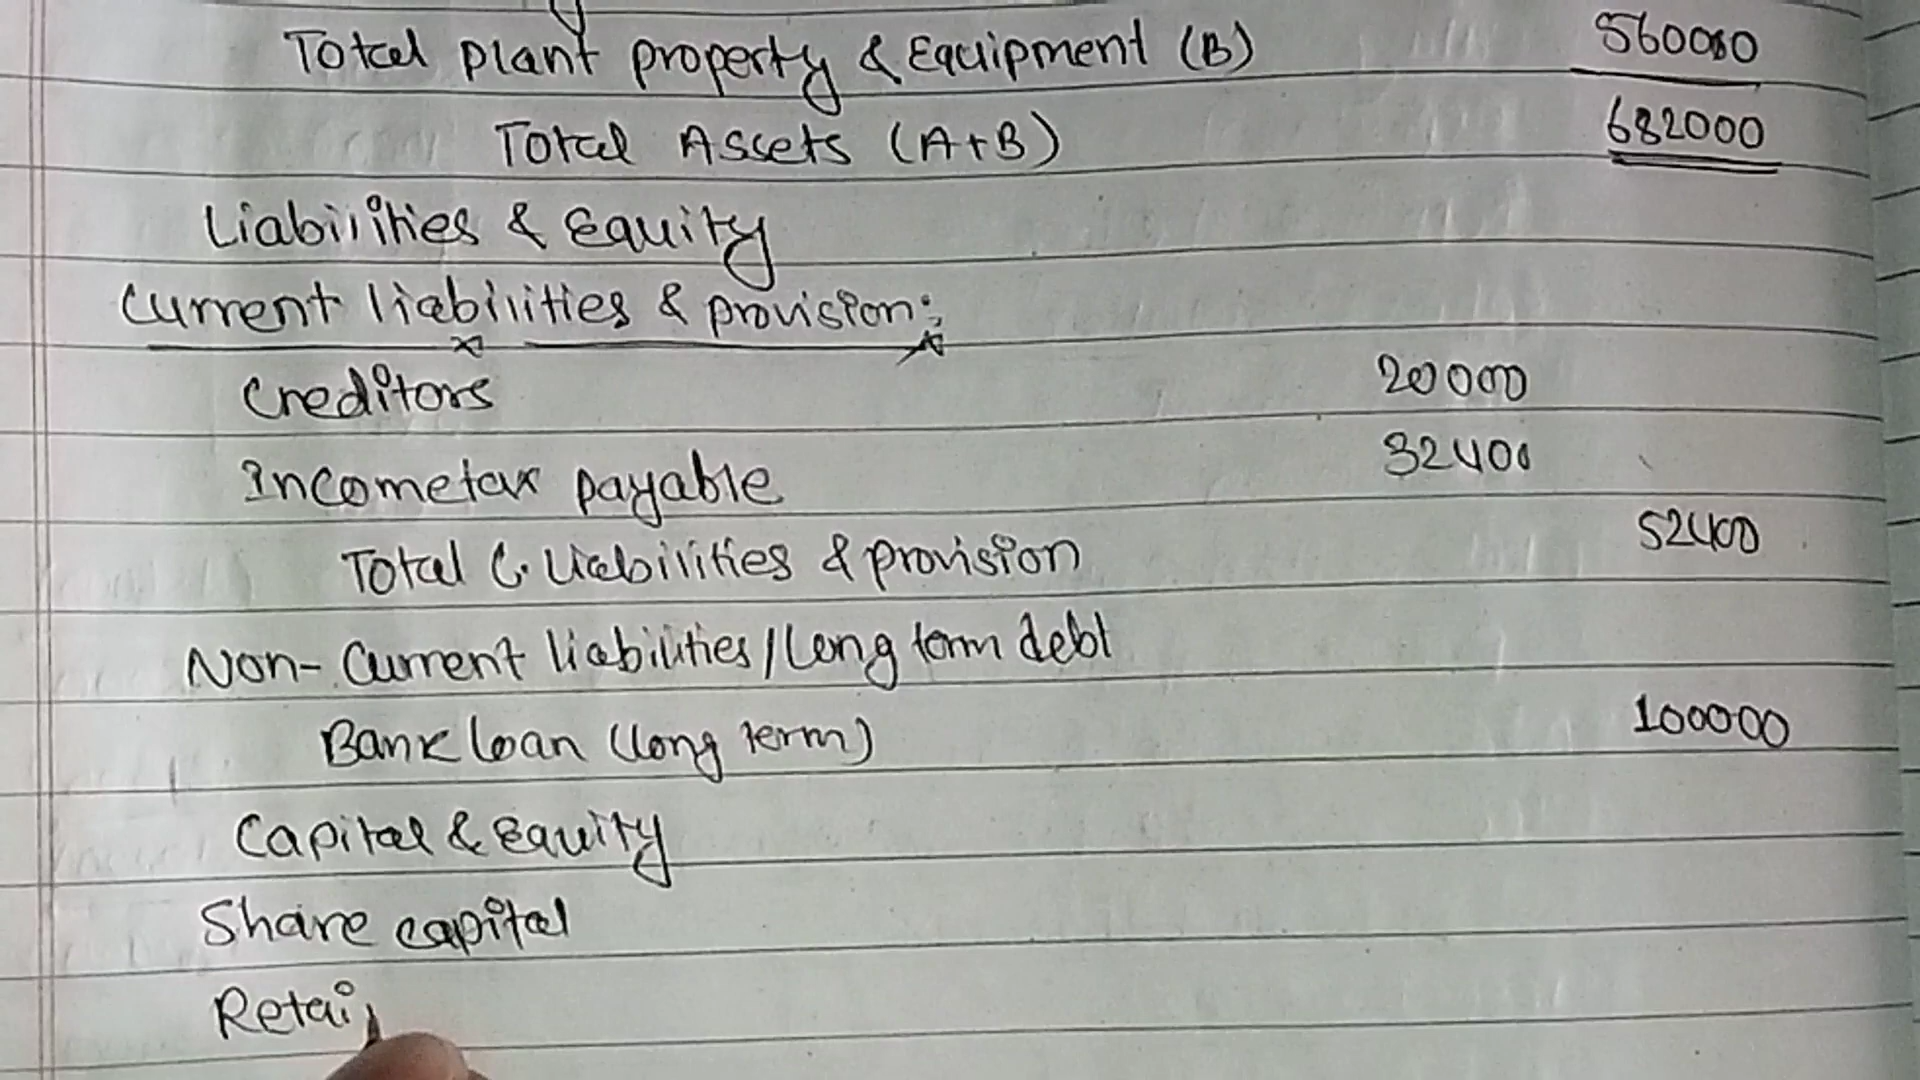 Total plant property & Equipment (B) 560000
Total Assets (A+B) 682000
Liabilities & Equity
Current liabilities & provision:
Creditors 20000
Incometax payable 32400
Total C. Liabilities & provision 52400
Non-Current liabilities/Long term debt
Bank loan (long term) 100000
Capital & Equity
Share capital
Retai